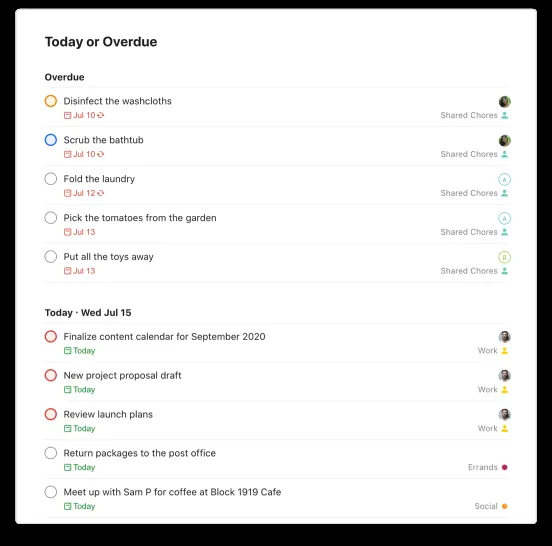 Today or Overdue
Overdue
Disinfect the washcloths
Jul 10
Shared Chores
Scrub the bathtub
Jul 10
Shared Chores
Fold the laundry
A
Jul 12
Shared Chores
Pick the tomatoes from the garden
A
Jul 13
Shared Chores
Put all the toys away
R
Jul 13
Shared Chores
Today · Wed Jul 15
Finalize content calendar for September 2020
Today
Work
New project proposal draft
Today
Work
Review launch plans
Today
Work
Return packages to the post office
Today
Errands
Meet up with Sam P for coffee at Block 1919 Cafe
Today
Social